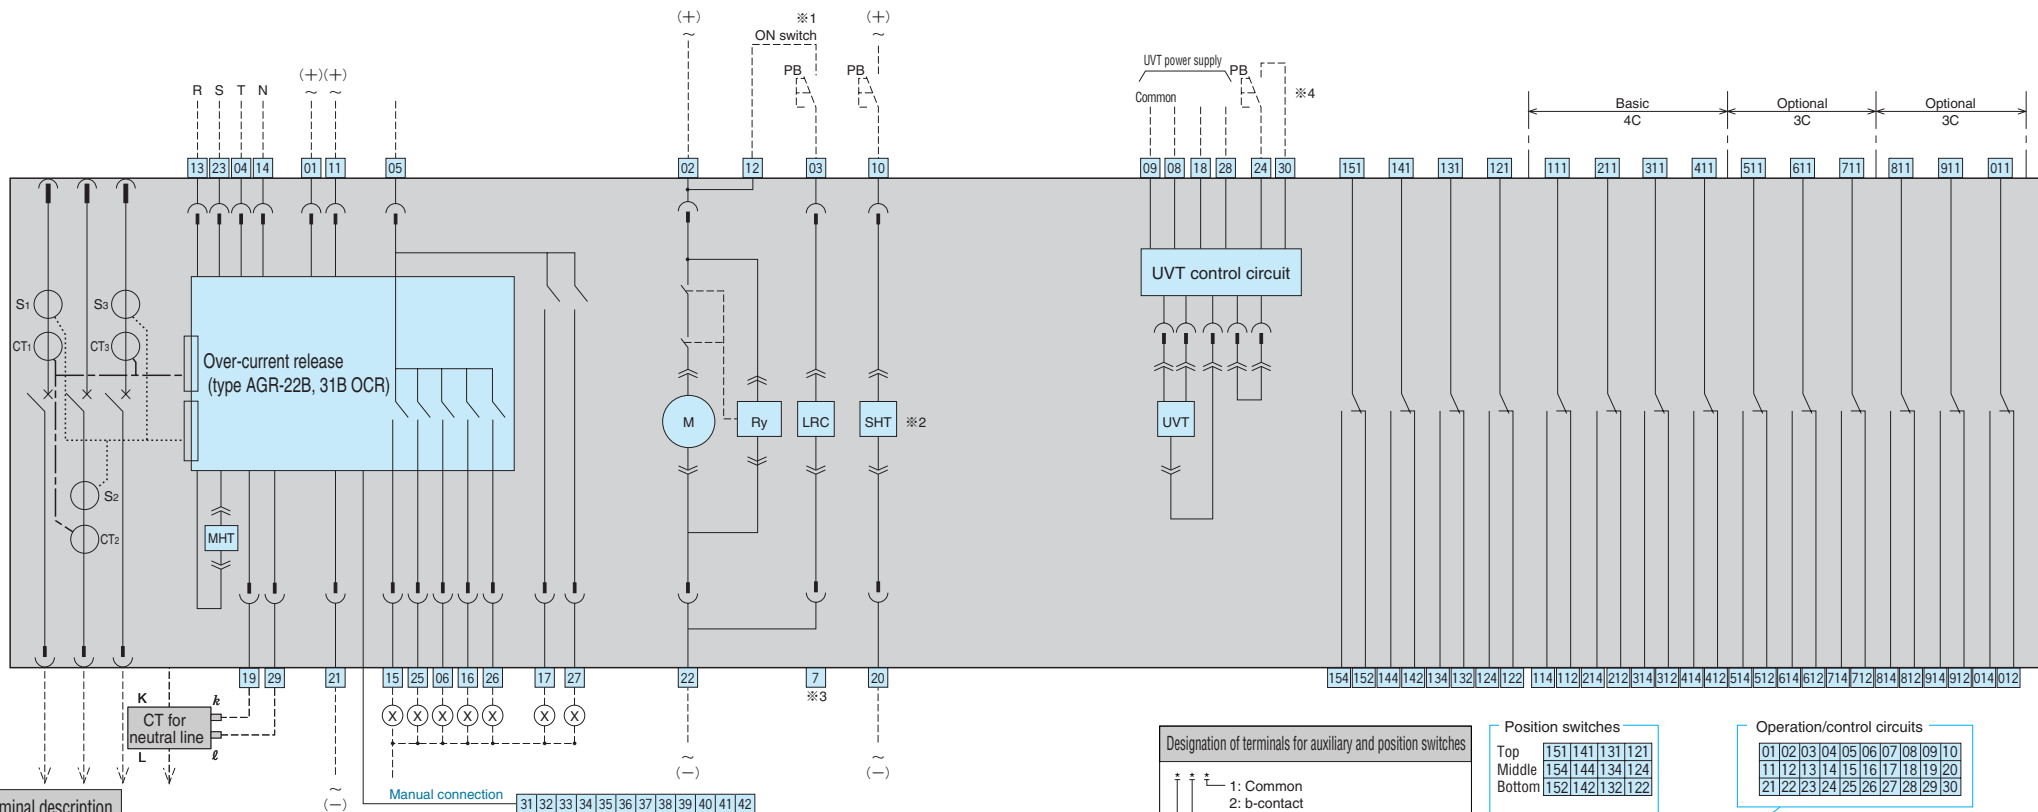 (+) ※1 (+)
~ ON switch ~
UVT power supply PB
PB PB
(+)(+)
~ ~
R S T N
Common ※4
Basic Optional Optional
4C 3C 3C
13 23 04 14 01 11 05 02 12 03 10 09 08 18 28 24 30 151 141 131 121 111 211 311 411 511 611 711 811 911 011
UVT control circuit
S1 S3
CT1 CT3
Over-current release
(type AGR-22B, 31B OCR)
M Ry LRC SHT ※2 UVT
S2
MHT
CT2
19 29 21 15 25 06 16 26 17 27 22 7 20 154 152 144 142 134 132 124 122 114 112 214 212 314 312 414 412 514 512 614 612 714 712 814 812 914 912 014 012
※3
K k
CT for
neutral line
L ℓ
X X X X X X X
~ ~
(−) (−)
~
(−)
Manual connection
31 32 33 34 35 36 37 38 39 40 41 42
minal description
Designation of terminals for auxiliary and position switches
* * *
1: Common
2: b-contact
Position switches
Top 151 141 131 121
Middle 154 144 134 124
Bottom 152 142 132 122
Operation/control circuits
01 02 03 04 05 06 07 08 09 10
11 12 13 14 15 16 17 18 19 20
21 22 23 24 25 26 27 28 29 30